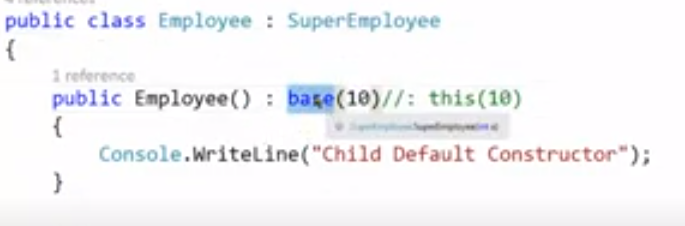 public class Employee : SuperEmployee
{
1 reference
public Employee() : base(10)//: this(10)
{
Console.WriteLine("Child Default Constructor");
}